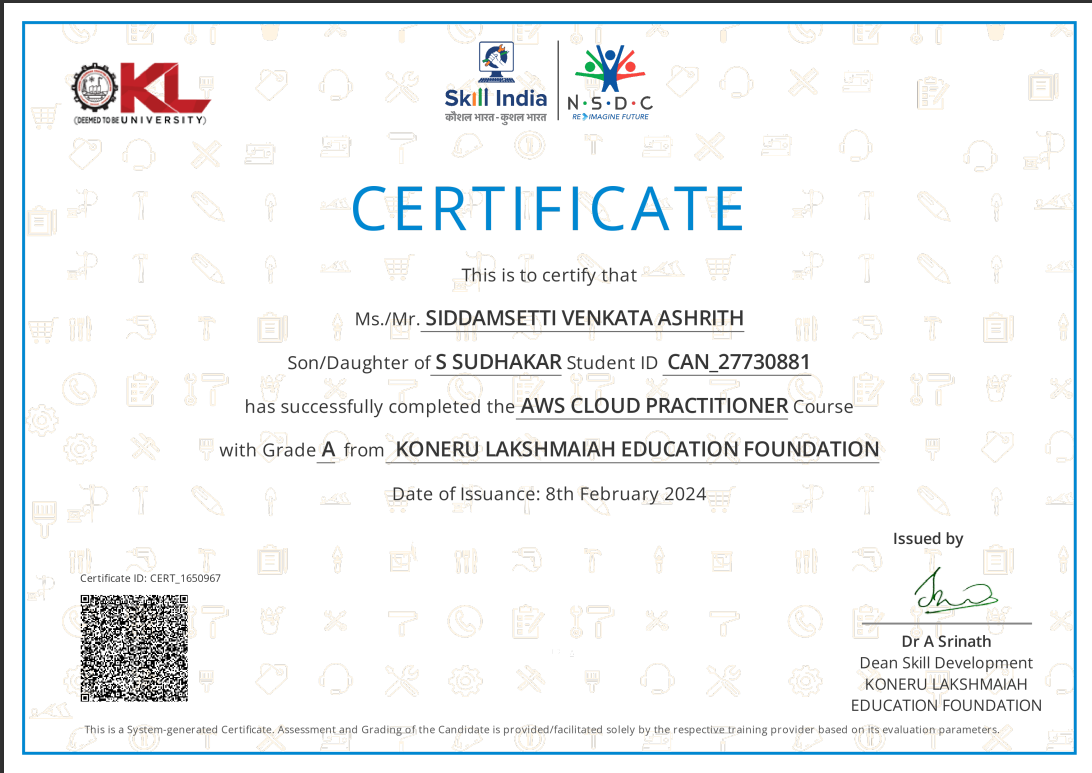 KL
(DEEMED TO BE UNIVERSITY)
Skill India
कौशल भारत - कुशल भारत
N·S·D·C
RE IMAGINE FUTURE
CERTIFICATE
This is to certify that
Ms./Mr. SIDDAMSETTI VENKATA ASHRITH
Son/Daughter of S SUDHAKAR Student ID CAN_27730881
has successfully completed the AWS CLOUD PRACTITIONER Course
with Grade A from KONERU LAKSHMAIAH EDUCATION FOUNDATION
Date of Issuance: 8th February 2024
Issued by
Certificate ID: CERT_1650967
Dr A Srinath
Dean Skill Development
KONERU LAKSHMAIAH
EDUCATION FOUNDATION
This is a System-generated Certificate. Assessment and Grading of the Candidate is provided/facilitated solely by the respective training provider based on its evaluation parameters.